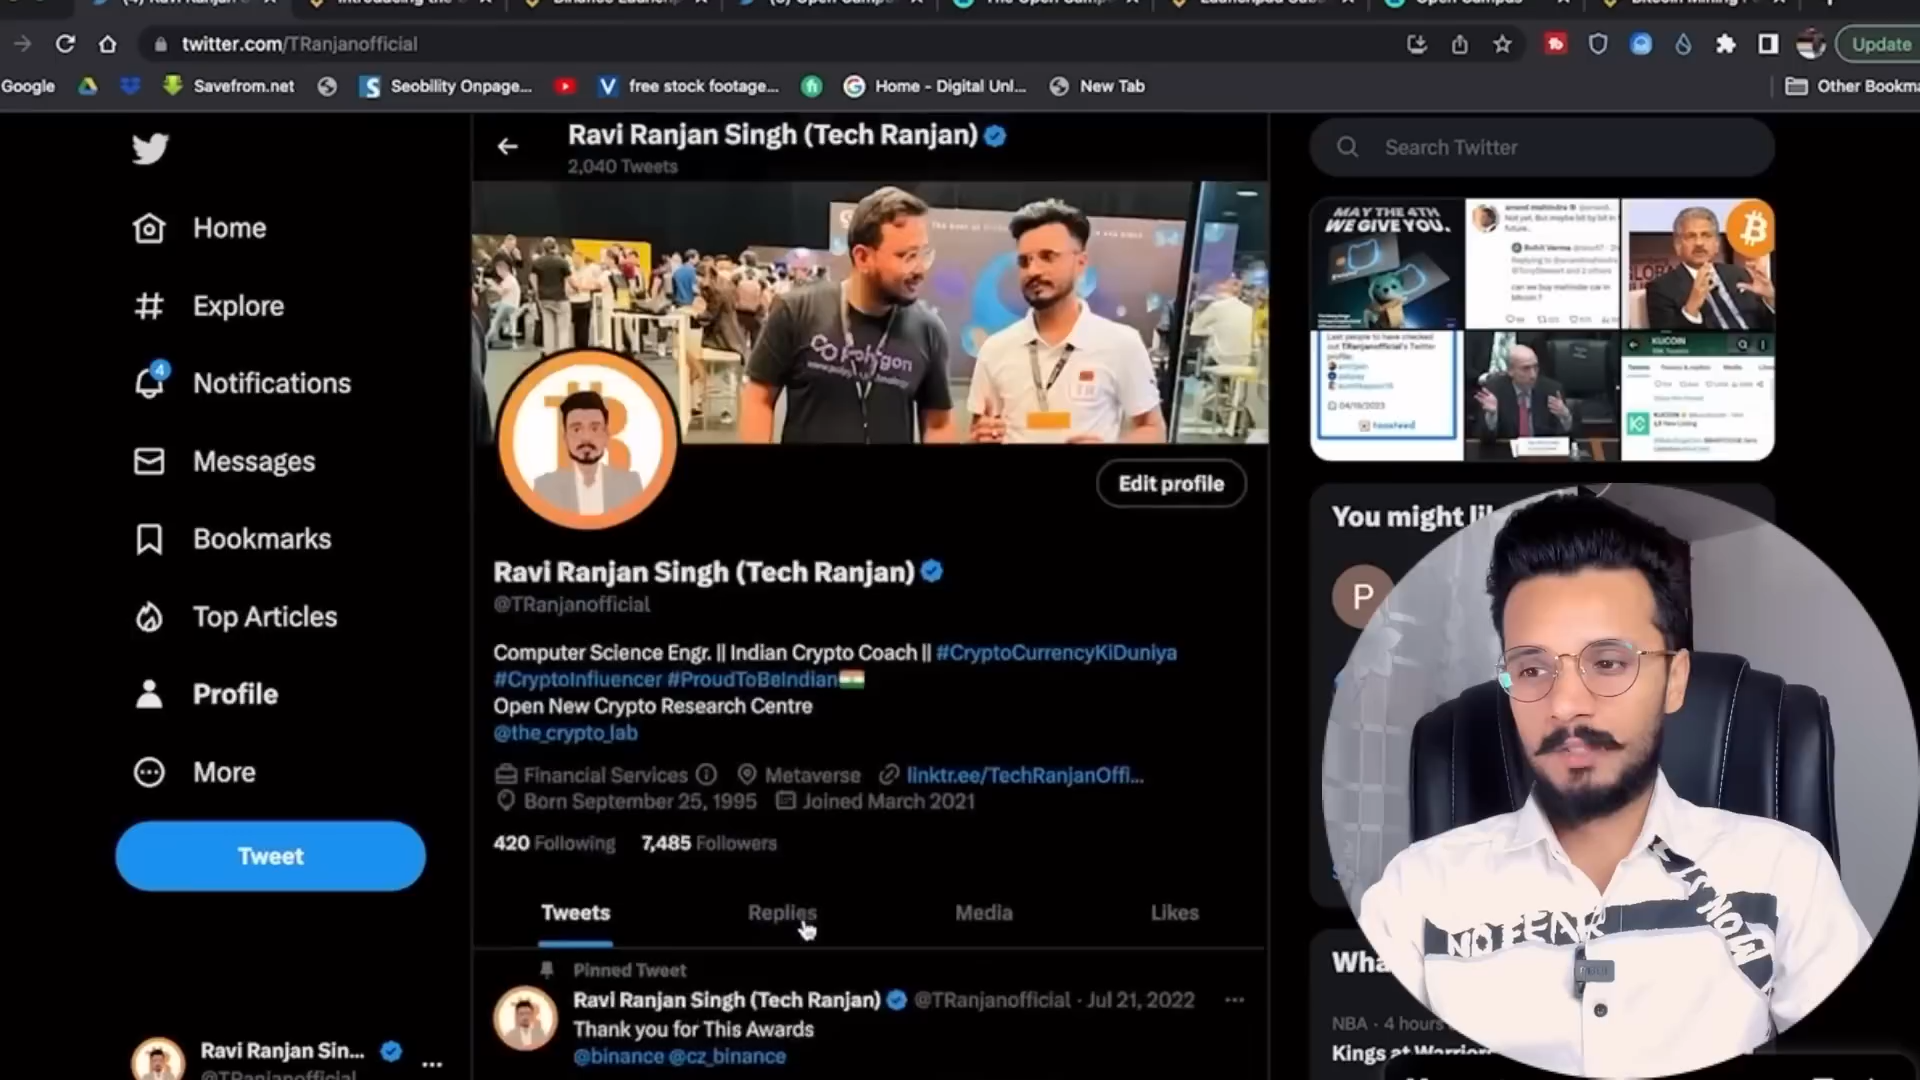 twitter.com/TRanjanofficial
Update
Google
Savefrom.net
Seobility Onpage...
free stock footage...
Home - Digital Unl...
New Tab
Other Bookma
Ravi Ranjan Singh (Tech Ranjan)
2,040 Tweets
Search Twitter
Home
Explore
4
Notifications
Messages
Bookmarks
Top Articles
Profile
More
Tweet
MAY THE 4TH
WE GIVE YOU.
KUCOIN
Polygon
Edit profile
Ravi Ranjan Singh (Tech Ranjan)
@TRanjanofficial
Computer Science Engr. || Indian Crypto Coach || #CryptoCurrencyKiDuniya
#CryptoInfluencer #ProudToBeIndian
Open New Crypto Research Centre
@the_crypto_lab
Financial Services Metaverse linktr.ee/TechRanjanOffi...
Born September 25, 1995 Joined March 2021
420 Following 7,485 Followers
Tweets Replies Media Likes
Pinned Tweet
Ravi Ranjan Singh (Tech Ranjan) @TRanjanofficial · Jul 21, 2022
Thank you for This Awards
@binance @cz_binance
Ravi Ranjan Sin...
@TRanjanofficial
You might li
P
NO FEAR
NBA · 4 hours
Kings at Warriors